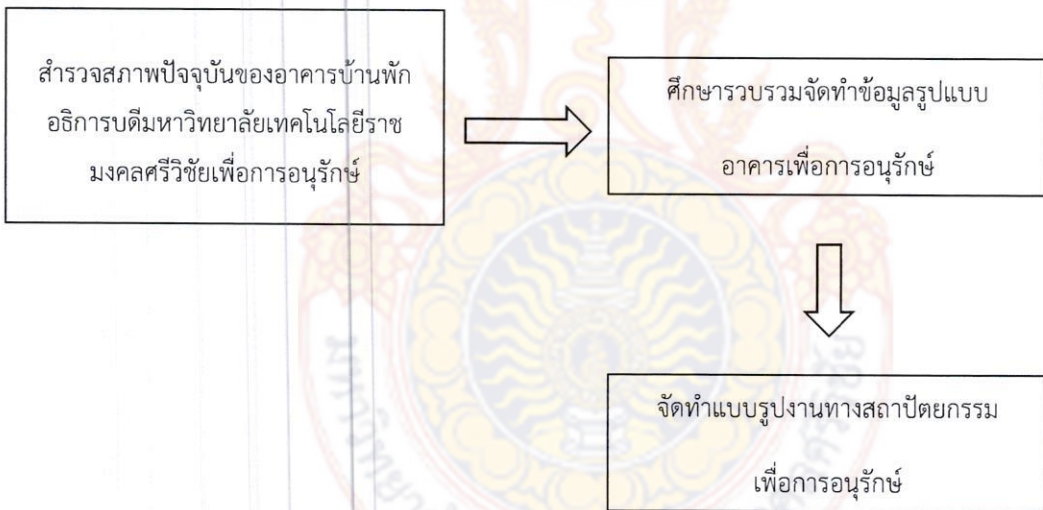 สำรวจสภาพปัจจุบันของอาคารบ้านพัก
อธิการบดีมหาวิทยาลัยเทคโนโลยีราช
มงคลศรีวิชัยเพื่อการอนุรักษ์
ศึกษารวบรวมจัดทำข้อมูลรูปแบบ
อาคารเพื่อการอนุรักษ์
จัดทำแบบรูปงานทางสถาปัตยกรรม
เพื่อการอนุรักษ์